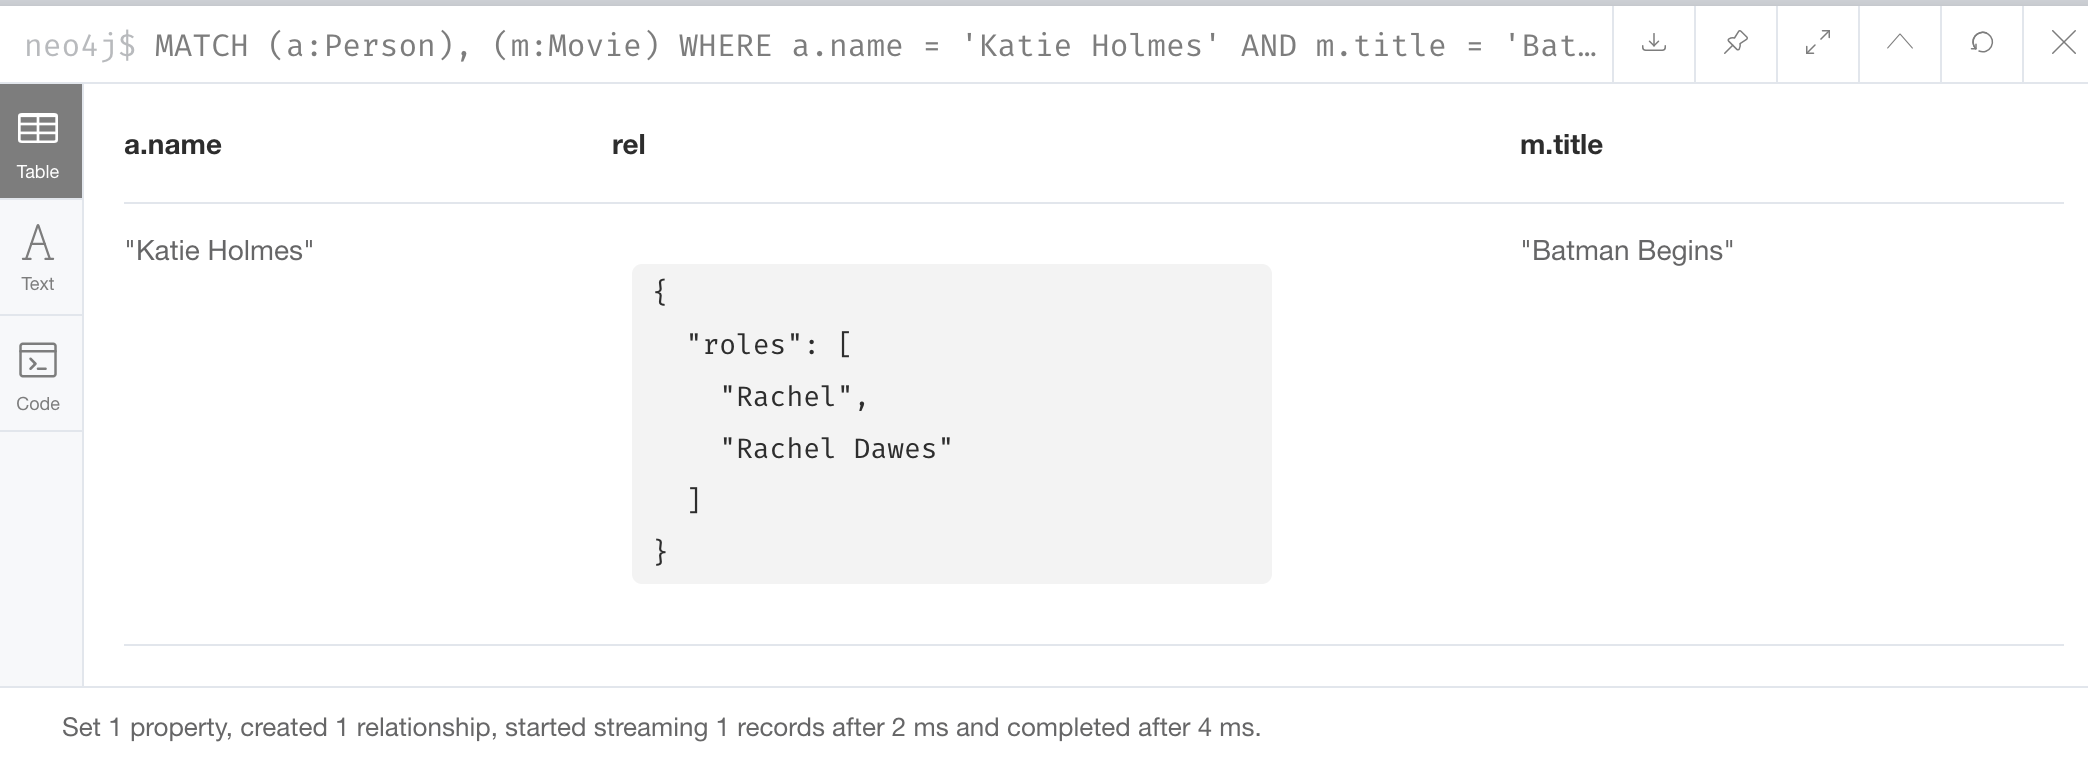 neo4j$ MATCH (a:Person), (m:Movie) WHERE a.name = 'Katie Holmes' AND m.title = 'Bat…
Table
Text
Code
a.name rel m.title
"Katie Holmes" "Batman Begins"
{
"roles": [
"Rachel",
"Rachel Dawes"
]
}
Set 1 property, created 1 relationship, started streaming 1 records after 2 ms and completed after 4 ms.